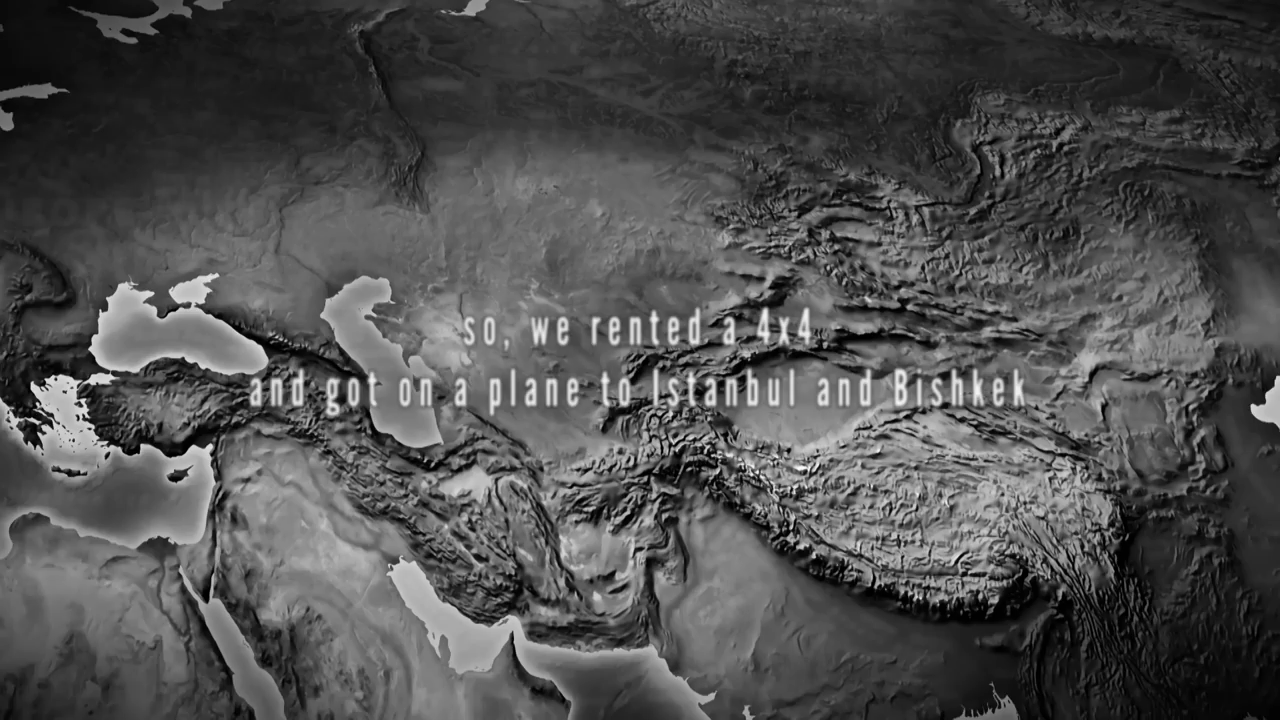 so, we rented a 4x4
and got on a plane to Istanbul and Bishkek